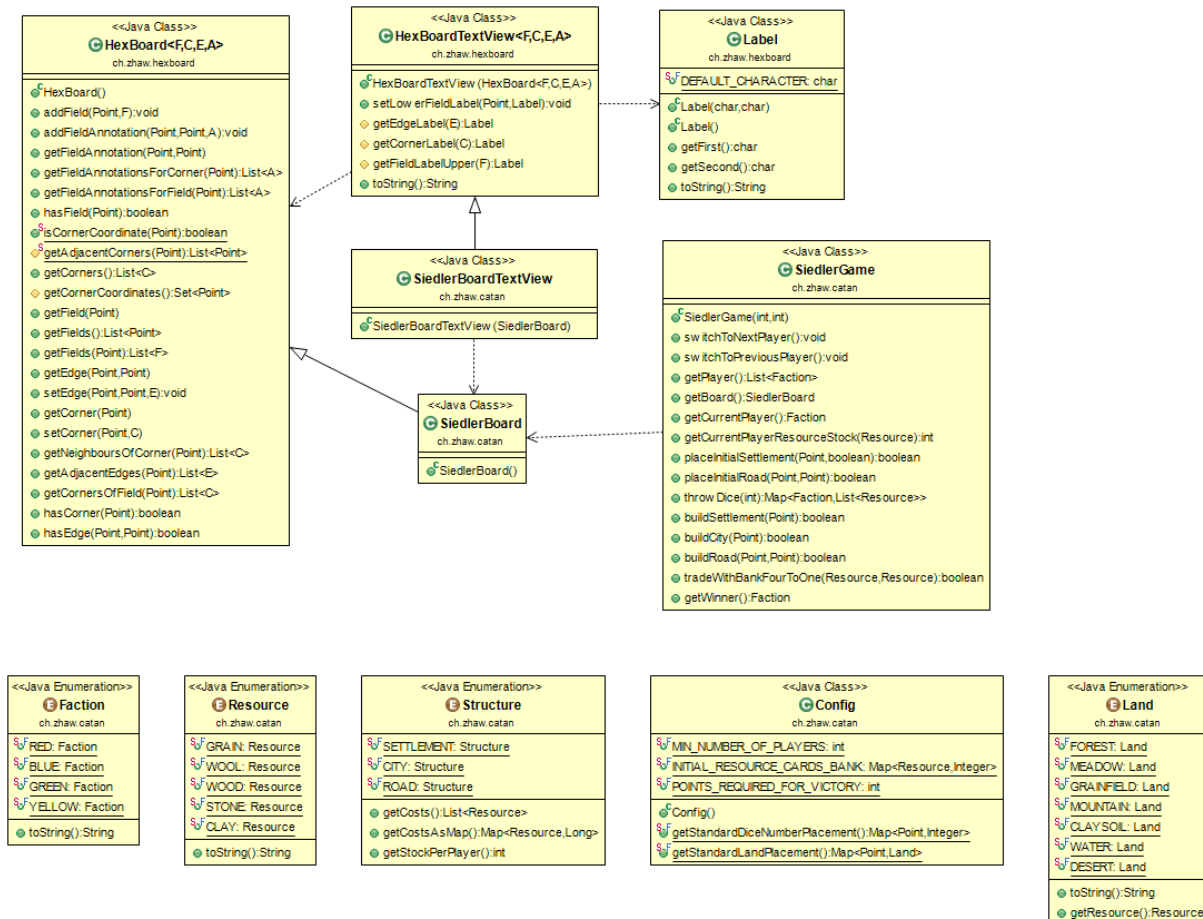 <<Java Class>>
HexBoard<F,C,E,A>
ch.zhaw.hexboard
HexBoard()
addField(Point,F):void
addFieldAnnotation(Point,Point,A):void
getFieldAnnotation(Point,Point)
getFieldAnnotationsForCorner(Point):List<A>
getFieldAnnotationsForField(Point):List<A>
hasField(Point):boolean
isCornerCoordinate(Point):boolean
getAdjacentCorners(Point):List<Point>
getCorners():List<C>
getCornerCoordinates():Set<Point>
getField(Point)
getFields():List<Point>
getFields(Point):List<F>
getEdge(Point,Point)
setEdge(Point,Point,E):void
getCorner(Point)
setCorner(Point,C)
getNeighboursOfCorner(Point):List<C>
getAdjacentEdges(Point):List<E>
getCornersOfField(Point):List<C>
hasCorner(Point):boolean
hasEdge(Point,Point):boolean
<<Java Class>>
HexBoardTextView<F,C,E,A>
ch.zhaw.hexboard
HexBoardTextView(HexBoard<F,C,E,A>)
setLowerFieldLabel(Point,Label):void
getEdgeLabel(E):Label
getCornerLabel(C):Label
getFieldLabelUpper(F):Label
toString():String
<<Java Class>>
Label
ch.zhaw.hexboard
DEFAULT_CHARACTER: char
Label(char,char)
Label()
getFirst():char
getSecond():char
toString():String
<<Java Class>>
SiedlerBoardTextView
ch.zhaw.catan
SiedlerBoardTextView(SiedlerBoard)
<<Java Class>>
SiedlerBoard
ch.zhaw.catan
SiedlerBoard()
<<Java Class>>
SiedlerGame
ch.zhaw.catan
SiedlerGame(int,int)
switchToNextPlayer():void
switchToPreviousPlayer():void
getPlayer():List<Faction>
getBoard():SiedlerBoard
getCurrentPlayer():Faction
getCurrentPlayerResourceStock(Resource):int
placeInitialSettlement(Point,boolean):boolean
placeInitialRoad(Point,Point):boolean
throwDice(int):Map<Faction,List<Resource>>
buildSettlement(Point):boolean
buildCity(Point):boolean
buildRoad(Point,Point):boolean
tradeWithBankFourToOne(Resource,Resource):boolean
getWinner():Faction
<<Java Enumeration>>
Faction
ch.zhaw.catan
RED: Faction
BLUE: Faction
GREEN: Faction
YELLOW: Faction
toString():String
<<Java Enumeration>>
Resource
ch.zhaw.catan
GRAIN: Resource
WOOL: Resource
WOOD: Resource
STONE: Resource
CLAY: Resource
toString():String
<<Java Enumeration>>
Structure
ch.zhaw.catan
SETTLEMENT: Structure
CITY: Structure
ROAD: Structure
getCosts():List<Resource>
getCostsAsMap():Map<Resource,Long>
getStockPerPlayer():int
<<Java Class>>
Config
ch.zhaw.catan
MIN_NUMBER_OF_PLAYERS: int
INITIAL_RESOURCE_CARDS_BANK: Map<Resource,Integer>
POINTS_REQUIRED_FOR_VICTORY: int
Config()
getStandardDiceNumberPlacement():Map<Point,Integer>
getStandardLandPlacement():Map<Point,Land>
<<Java Enumeration>>
Land
ch.zhaw.catan
FOREST: Land
MEADOW: Land
GRAINFIELD: Land
MOUNTAIN: Land
CLAYSOIL: Land
WATER: Land
DESERT: Land
toString():String
getResource():Resource